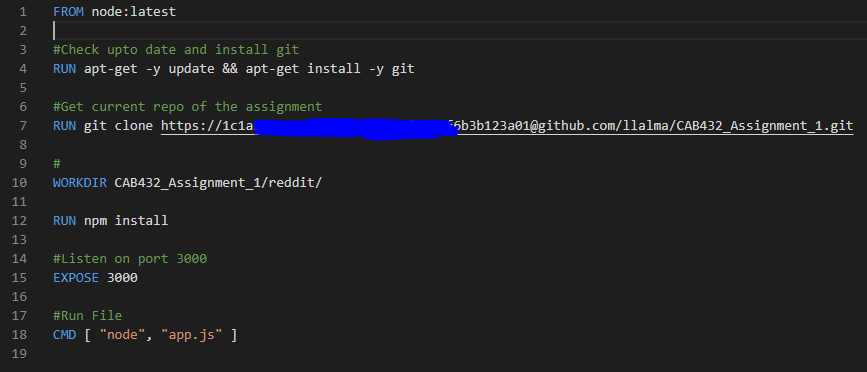 1 FROM node:latest
2
3 #Check upto date and install git
4 RUN apt-get -y update && apt-get install -y git
5
6 #Get current repo of the assignment
7 RUN git clone https://1c1a f6b3b123a01@github.com/llalma/CAB432_Assignment_1.git
8
9 #
10 WORKDIR CAB432_Assignment_1/reddit/
11
12 RUN npm install
13
14 #Listen on port 3000
15 EXPOSE 3000
16
17 #Run File
18 CMD [ "node", "app.js" ]
19